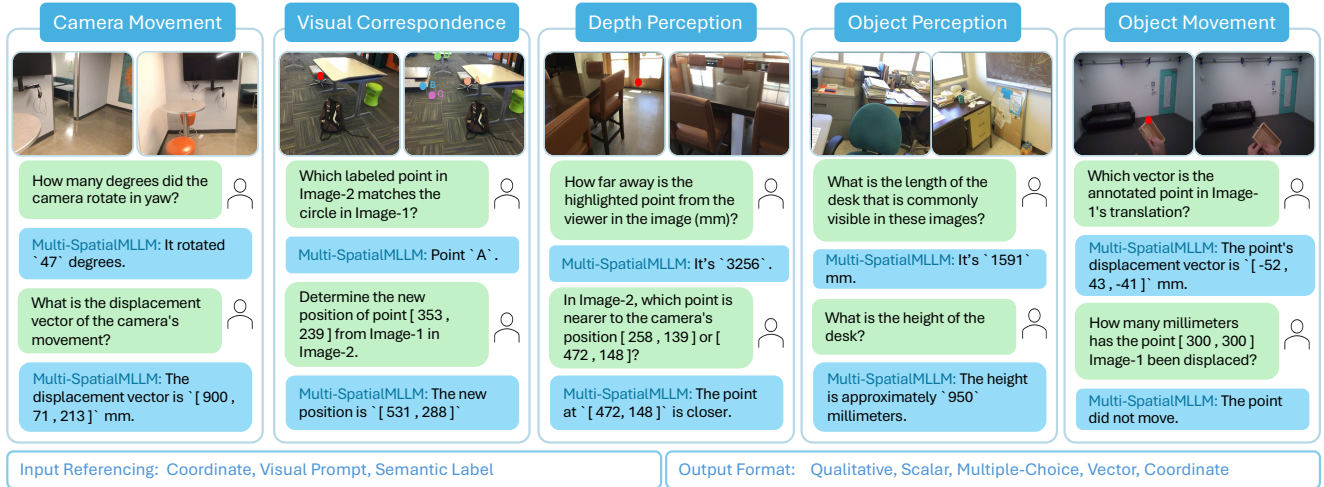 Camera Movement
How many degrees did the
camera rotate in yaw?
Multi-SpatialMLLM: It rotated
`47` degrees.
What is the displacement
vector of the camera's
movement?
Multi-SpatialMLLM: The
displacement vector is `[ 900 ,
71 , 213 ]` mm.
Visual Correspondence
Which labeled point in
Image-2 matches the
circle in Image-1?
Multi-SpatialMLLM: Point `A`.
Determine the new
position of point [ 353 ,
239 ] from Image-1 in
Image-2.
Multi-SpatialMLLM: The new
position is `[ 531 , 288 ]`
Depth Perception
How far away is the
highlighted point from the
viewer in the image (mm)?
Multi-SpatialMLLM: It's `3256`.
In Image-2, which point is
nearer to the camera's
position [ 258 , 139 ] or [
472 , 148 ]?
Multi-SpatialMLLM: The point
at `[ 472, 148 ]` is closer.
Object Perception
What is the length of the
desk that is commonly
visible in these images?
Multi-SpatialMLLM: It's `1591`
mm.
What is the height of the
desk?
Multi-SpatialMLLM: The height
is approximately `950`
millimeters.
Object Movement
Which vector is the
annotated point in Image-
1's translation?
Multi-SpatialMLLM: The point's
displacement vector is `[ -52 ,
43 , -41 ]` mm.
How many millimeters
has the point [ 300 , 300 ]
Image-1 been displaced?
Multi-SpatialMLLM: The point
did not move.
Input Referencing: Coordinate, Visual Prompt, Semantic Label
Output Format: Qualitative, Scalar, Multiple-Choice, Vector, Coordinate